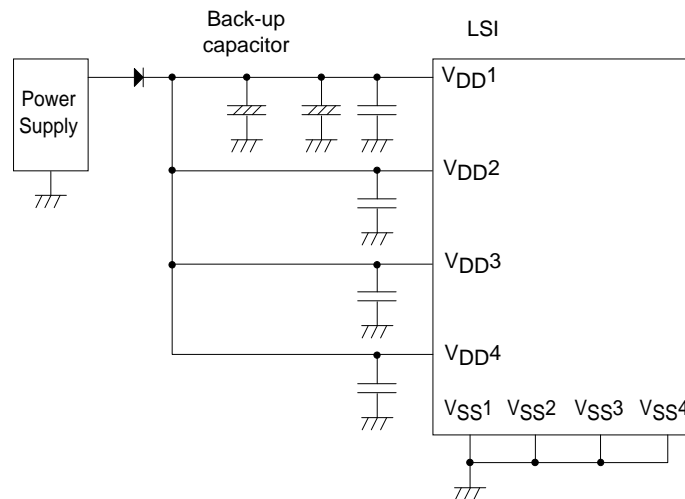 Back-up
capacitor
LSI
Power
Supply
VDD1
VDD2
VDD3
VDD4
VSS1 VSS2 VSS3 VSS4